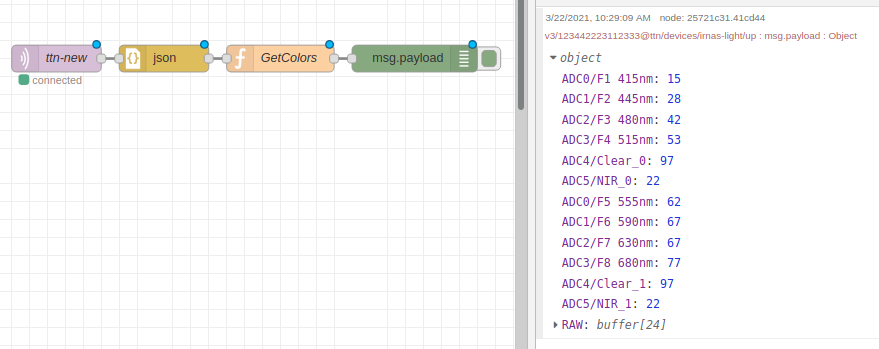 ttn-new
json
GetColors
msg.payload
connected
3/22/2021, 10:29:09 AM node: 25721c31.41cd44
v3/123442223112333@ttn/devices/irnas-light/up : msg.payload : Object
object
ADC0/F1 415nm: 15
ADC1/F2 445nm: 28
ADC2/F3 480nm: 42
ADC3/F4 515nm: 53
ADC4/Clear_0: 97
ADC5/NIR_0: 22
ADC0/F5 555nm: 62
ADC1/F6 590nm: 67
ADC2/F7 630nm: 67
ADC3/F8 680nm: 77
ADC4/Clear_1: 97
ADC5/NIR_1: 22
RAW: buffer[24]